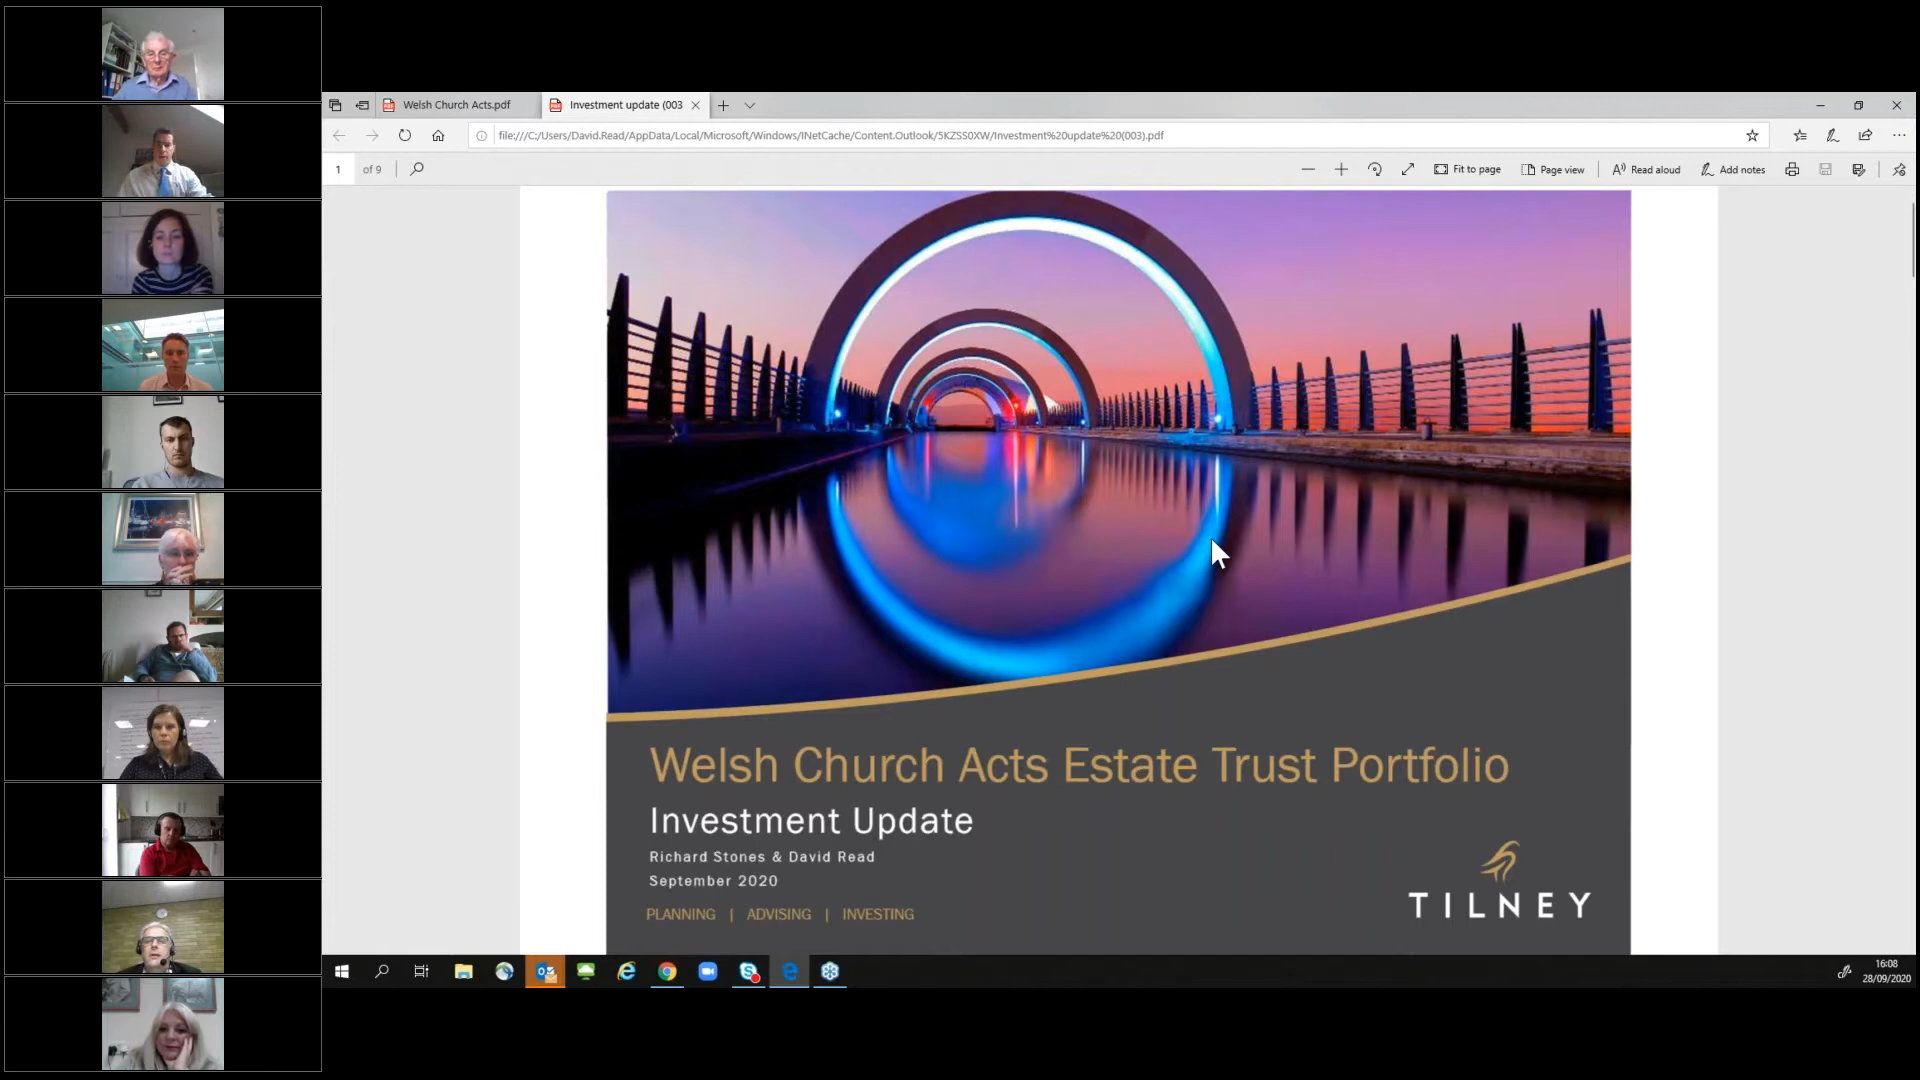 Welsh Church Acts.pdf
Investment update (003
file:///C:/Users/David.Read/AppData/Local/Microsoft/Windows/INetCache/Content.Outlook/5KZSS0XW/Investment%20update%20(003).pdf
1 of 9
Fit to page
Page view
Read aloud
Add notes
Welsh Church Acts Estate Trust Portfolio
Investment Update
Richard Stones & David Read
September 2020
PLANNING | ADVISING | INVESTING
TILNEY
16:08
28/09/2020